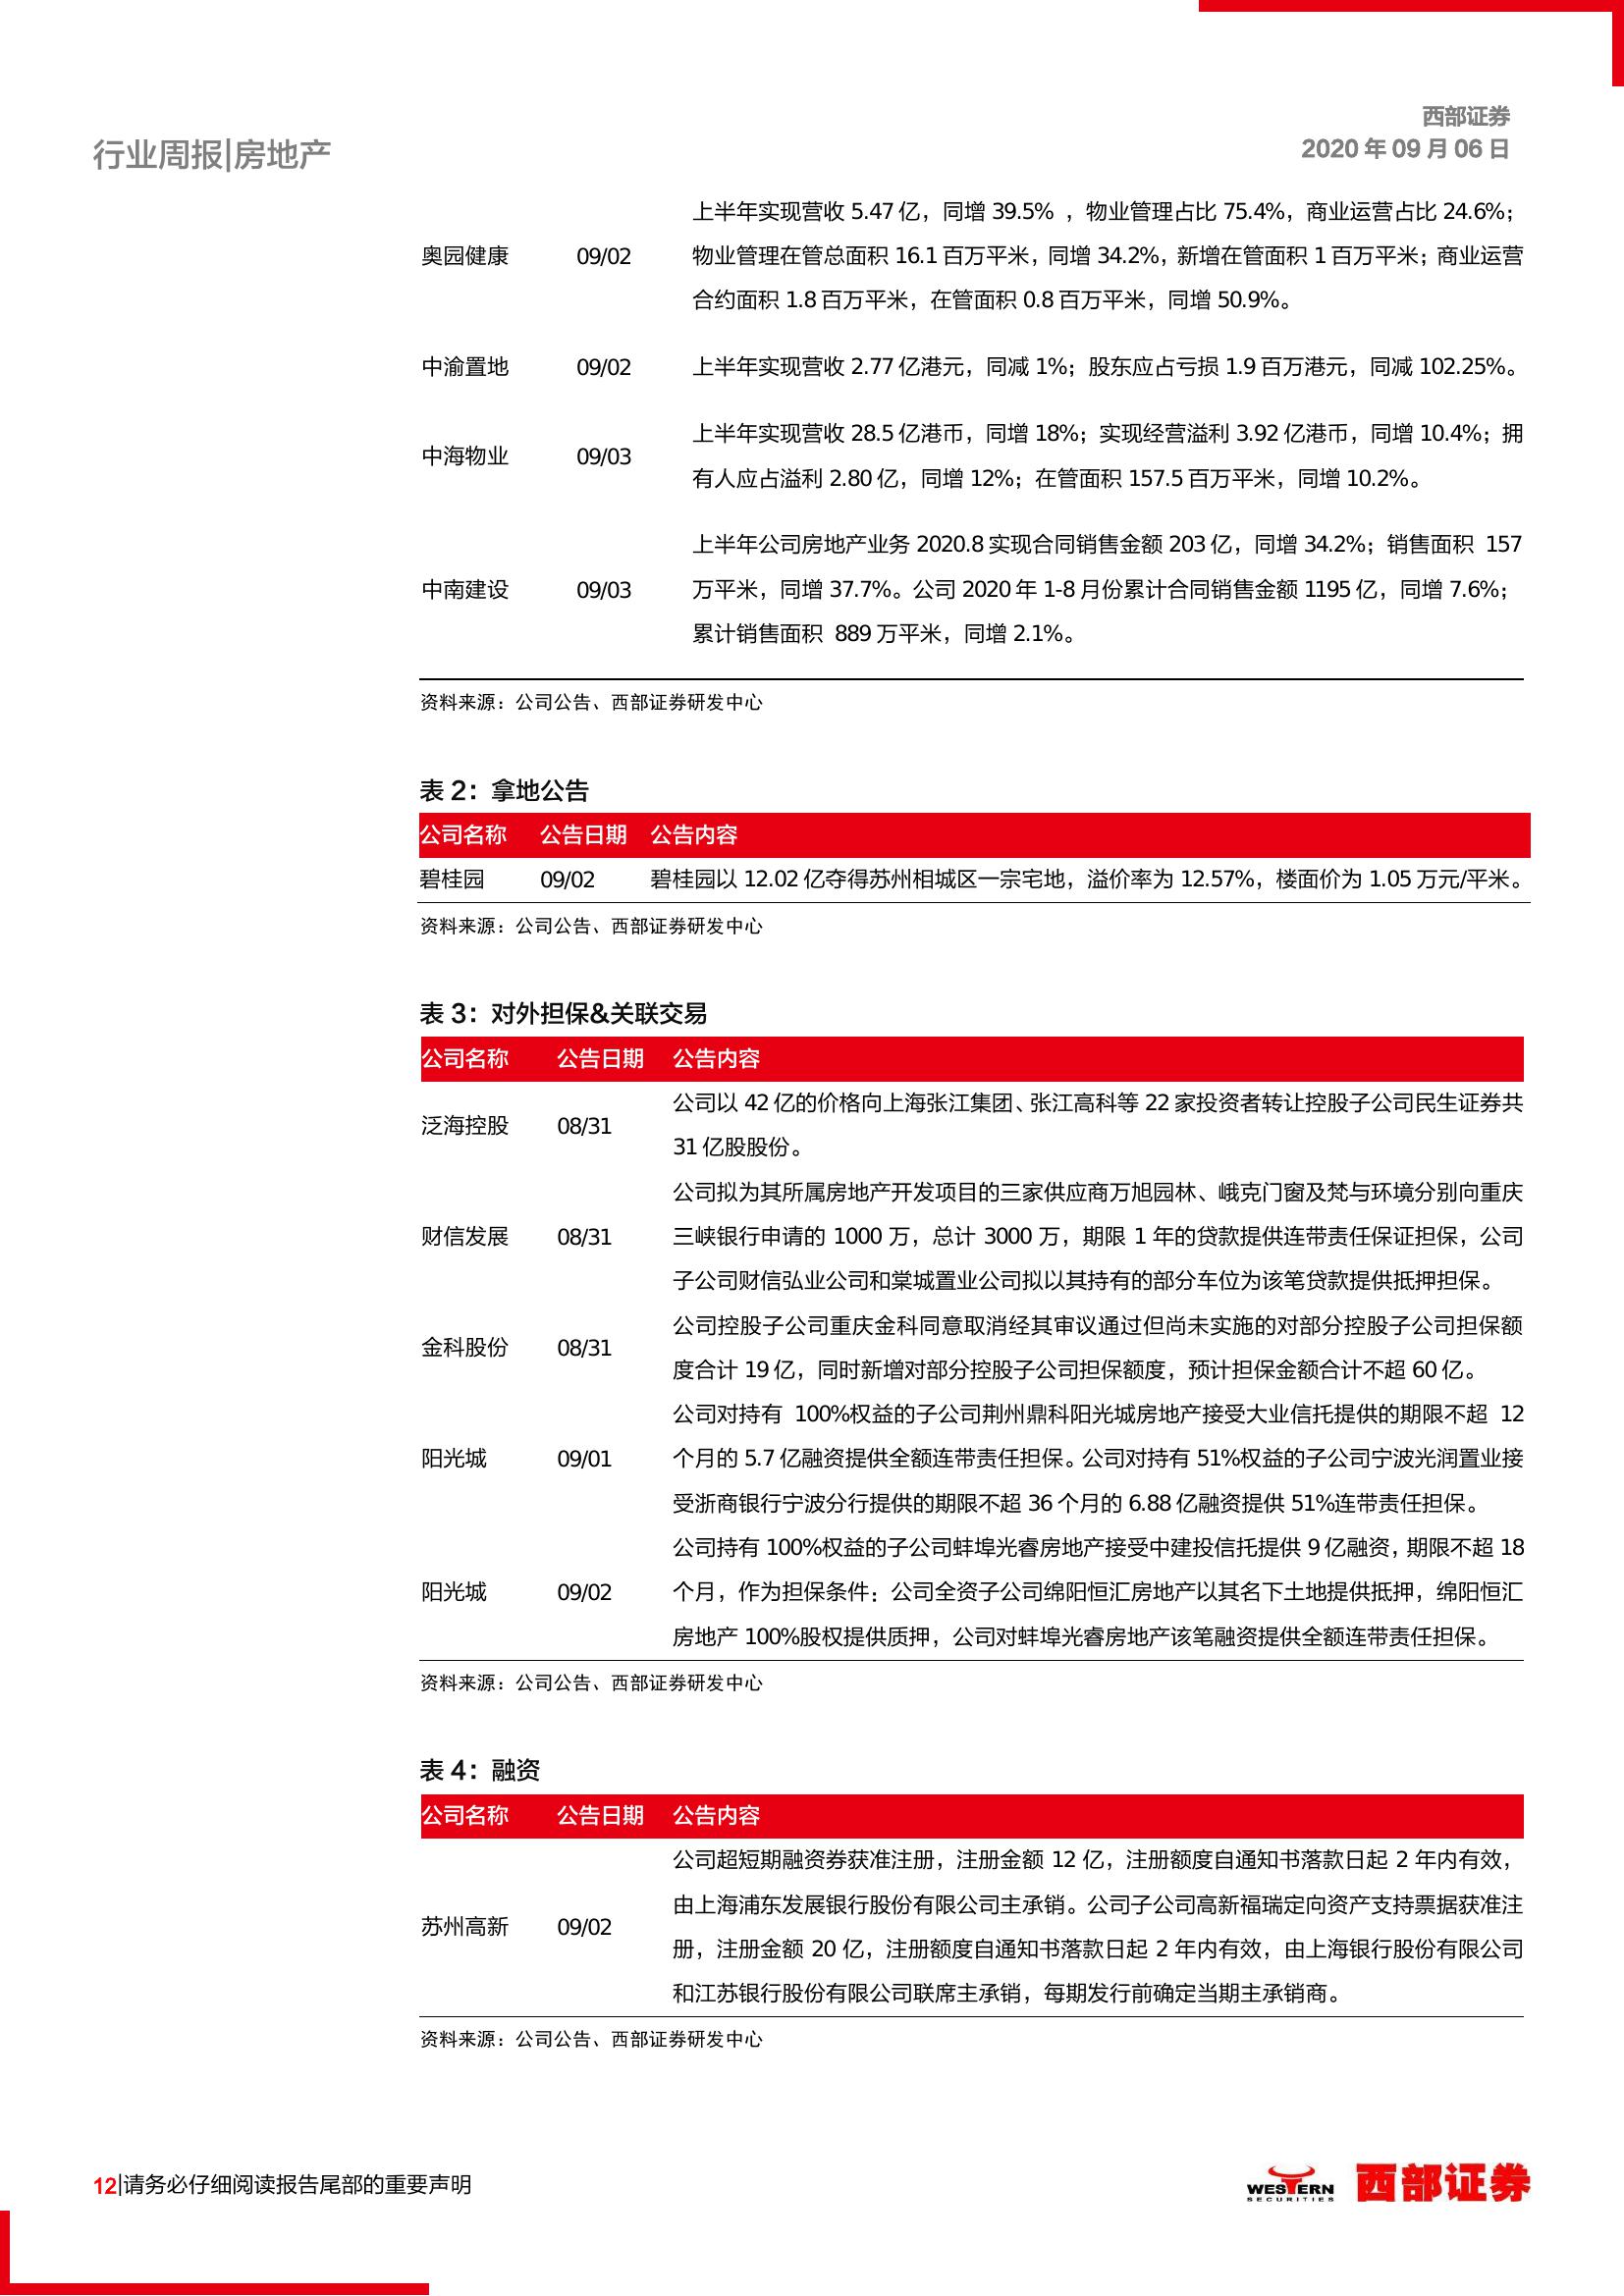 西部证券
行业周报|房地产
2020 年 09 月 06 日
上半年实现营收 5.47 亿，同增 39.5% ，物业管理占比 75.4%，商业运营占比 24.6%；
奥园健康 09/02 物业管理在管总面积 16.1 百万平米，同增 34.2%，新增在管面积 1 百万平米；商业运营
合约面积 1.8 百万平米，在管面积 0.8 百万平米，同增 50.9%。
中渝置地 09/02 上半年实现营收 2.77 亿港元，同减 1%；股东应占亏损 1.9 百万港元，同减 102.25%。
上半年实现营收 28.5 亿港币，同增 18%；实现经营溢利 3.92 亿港币，同增 10.4%；拥
中海物业 09/03
有人应占溢利 2.80 亿，同增 12%；在管面积 157.5 百万平米，同增 10.2%。
上半年公司房地产业务 2020.8 实现合同销售金额 203 亿，同增 34.2%；销售面积 157
中南建设 09/03 万平米，同增 37.7%。公司 2020 年 1-8 月份累计合同销售金额 1195 亿，同增 7.6%；
累计销售面积 889 万平米，同增 2.1%。
资料来源：公司公告、西部证券研发中心
表 2：拿地公告
公司名称 公告日期 公告内容
碧桂园 09/02 碧桂园以 12.02 亿夺得苏州相城区一宗宅地，溢价率为 12.57%，楼面价为 1.05 万元/平米。
资料来源：公司公告、西部证券研发中心
表 3：对外担保&关联交易
公司名称 公告日期 公告内容
公司以 42 亿的价格向上海张江集团、张江高科等 22 家投资者转让控股子公司民生证券共
泛海控股 08/31
31 亿股股份。
公司拟为其所属房地产开发项目的三家供应商万旭园林、峨克门窗及梵与环境分别向重庆
财信发展 08/31 三峡银行申请的 1000 万，总计 3000 万，期限 1 年的贷款提供连带责任保证担保，公司
子公司财信弘业公司和棠城置业公司拟以其持有的部分车位为该笔贷款提供抵押担保。
公司控股子公司重庆金科同意取消经其审议通过但尚未实施的对部分控股子公司担保额
金科股份 08/31
度合计 19 亿，同时新增对部分控股子公司担保额度，预计担保金额合计不超 60 亿。
公司对持有 100%权益的子公司荆州鼎科阳光城房地产接受大业信托提供的期限不超 12
阳光城 09/01 个月的 5.7 亿融资提供全额连带责任担保。公司对持有 51%权益的子公司宁波光润置业接
受浙商银行宁波分行提供的期限不超 36 个月的 6.88 亿融资提供 51%连带责任担保。
公司持有 100%权益的子公司蚌埠光睿房地产接受中建投信托提供 9 亿融资，期限不超 18
阳光城 09/02 个月，作为担保条件：公司全资子公司绵阳恒汇房地产以其名下土地提供抵押，绵阳恒汇
房地产 100%股权提供质押，公司对蚌埠光睿房地产该笔融资提供全额连带责任担保。
资料来源：公司公告、西部证券研发中心
表 4：融资
公司名称 公告日期 公告内容
公司超短期融资券获准注册，注册金额 12 亿，注册额度自通知书落款日起 2 年内有效，
由上海浦东发展银行股份有限公司主承销。公司子公司高新福瑞定向资产支持票据获准注
苏州高新 09/02
册，注册金额 20 亿，注册额度自通知书落款日起 2 年内有效，由上海银行股份有限公司
和江苏银行股份有限公司联席主承销，每期发行前确定当期主承销商。
资料来源：公司公告、西部证券研发中心
12|请务必仔细阅读报告尾部的重要声明
WESTERN
SECURITIES
西部证券